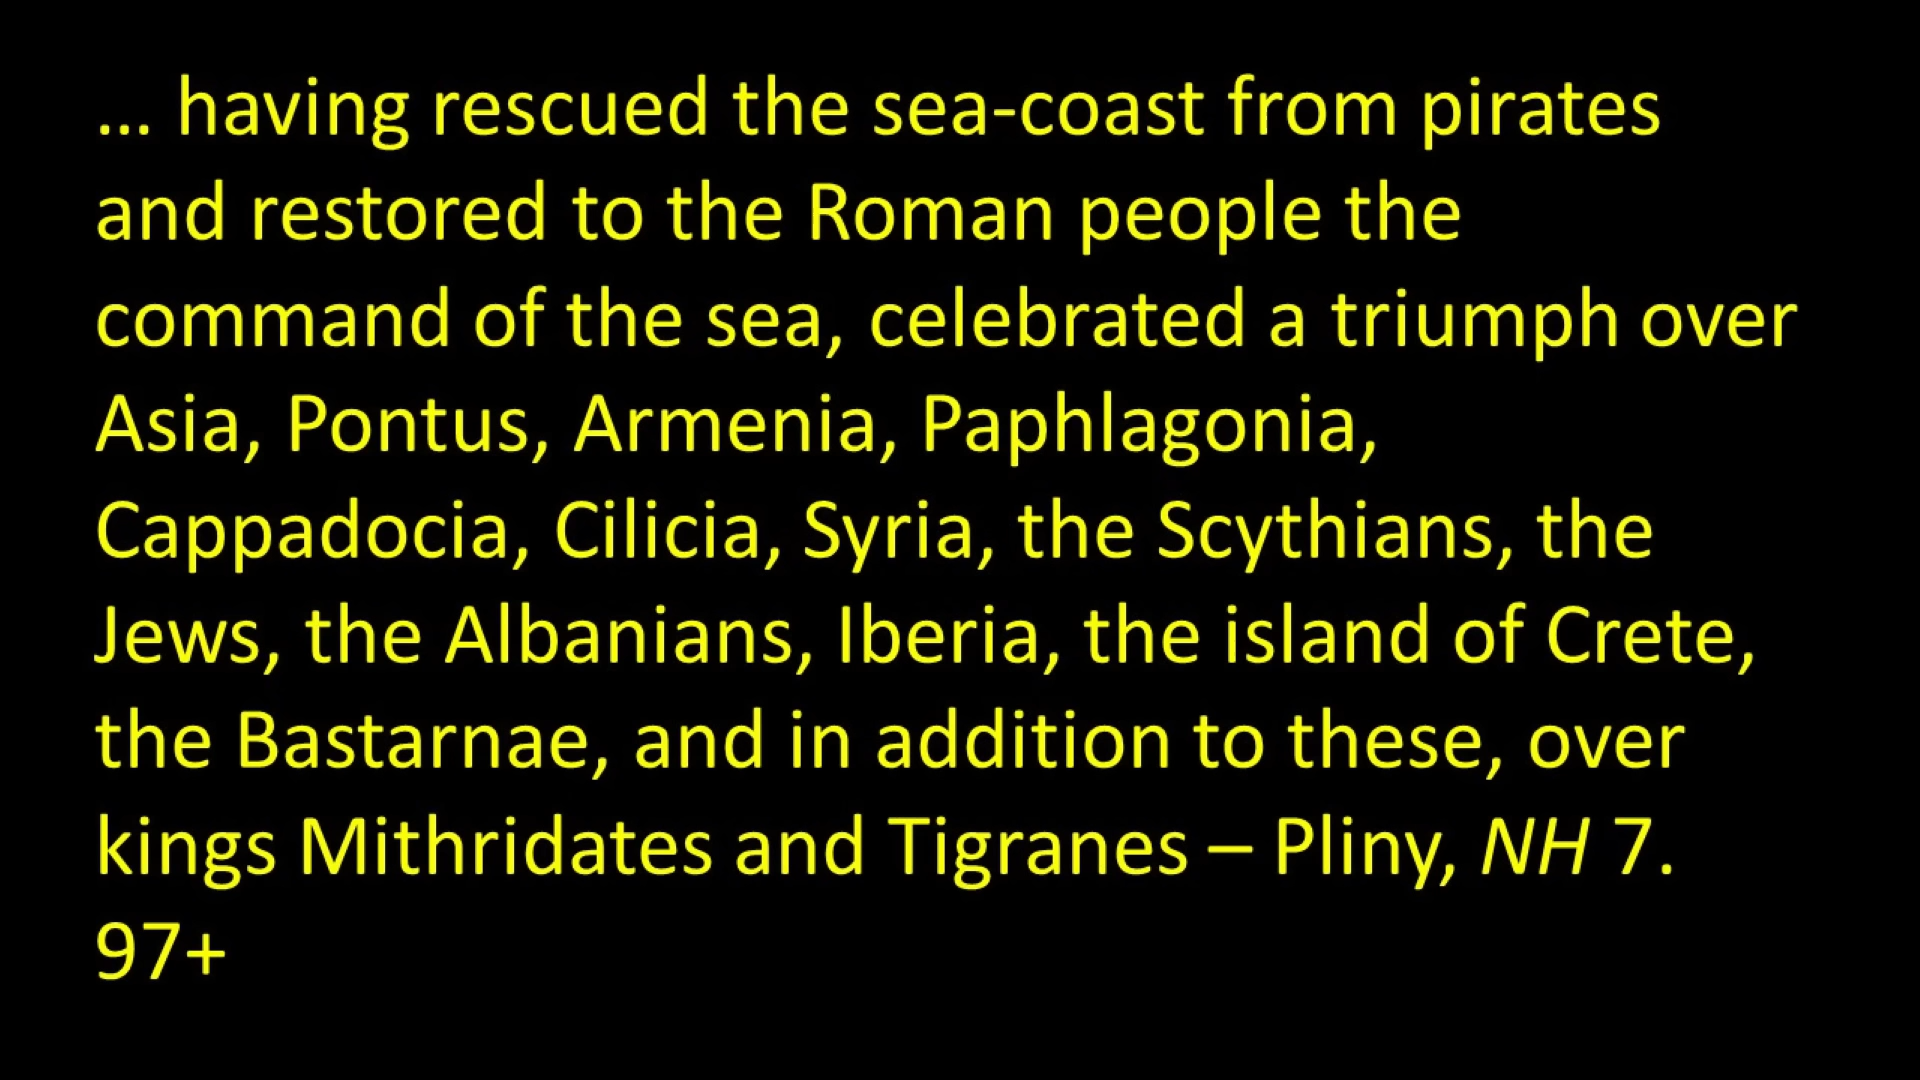 ... having rescued the sea-coast from pirates
and restored to the Roman people the
command of the sea, celebrated a triumph over
Asia, Pontus, Armenia, Paphlagonia,
Cappadocia, Cilicia, Syria, the Scythians, the
Jews, the Albanians, Iberia, the island of Crete,
the Bastarnae, and in addition to these, over
kings Mithridates and Tigranes – Pliny, NH 7.
97+